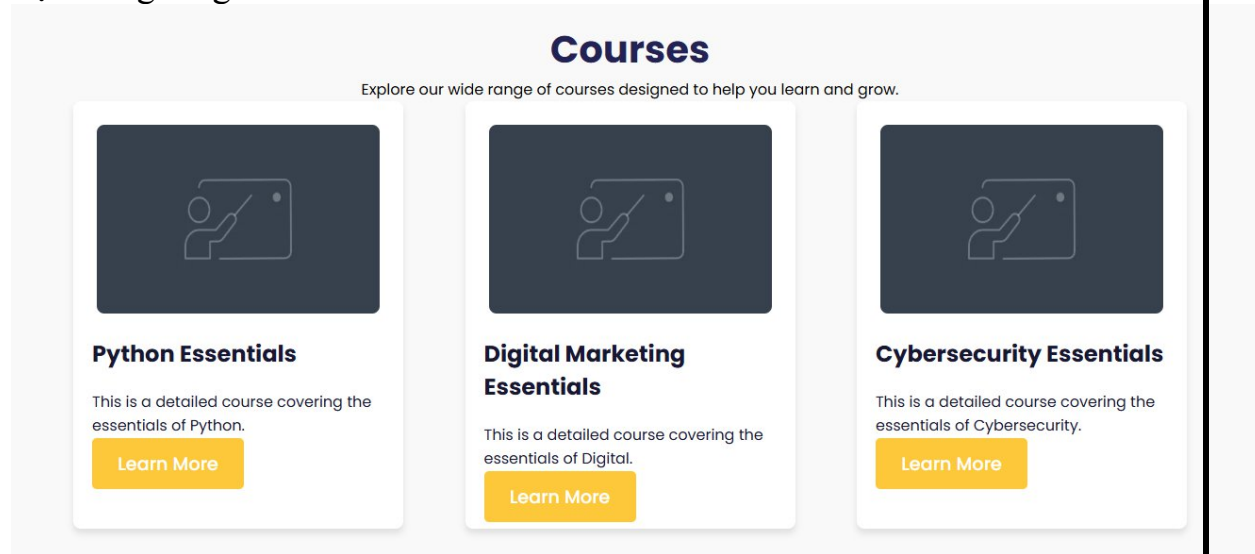 Courses
Explore our wide range of courses designed to help you learn and grow.
Python Essentials
This is a detailed course covering the
essentials of Python.
Learn More
Digital Marketing
Essentials
This is a detailed course covering the
essentials of Digital.
Learn More
Cybersecurity Essentials
This is a detailed course covering the
essentials of Cybersecurity.
Learn More